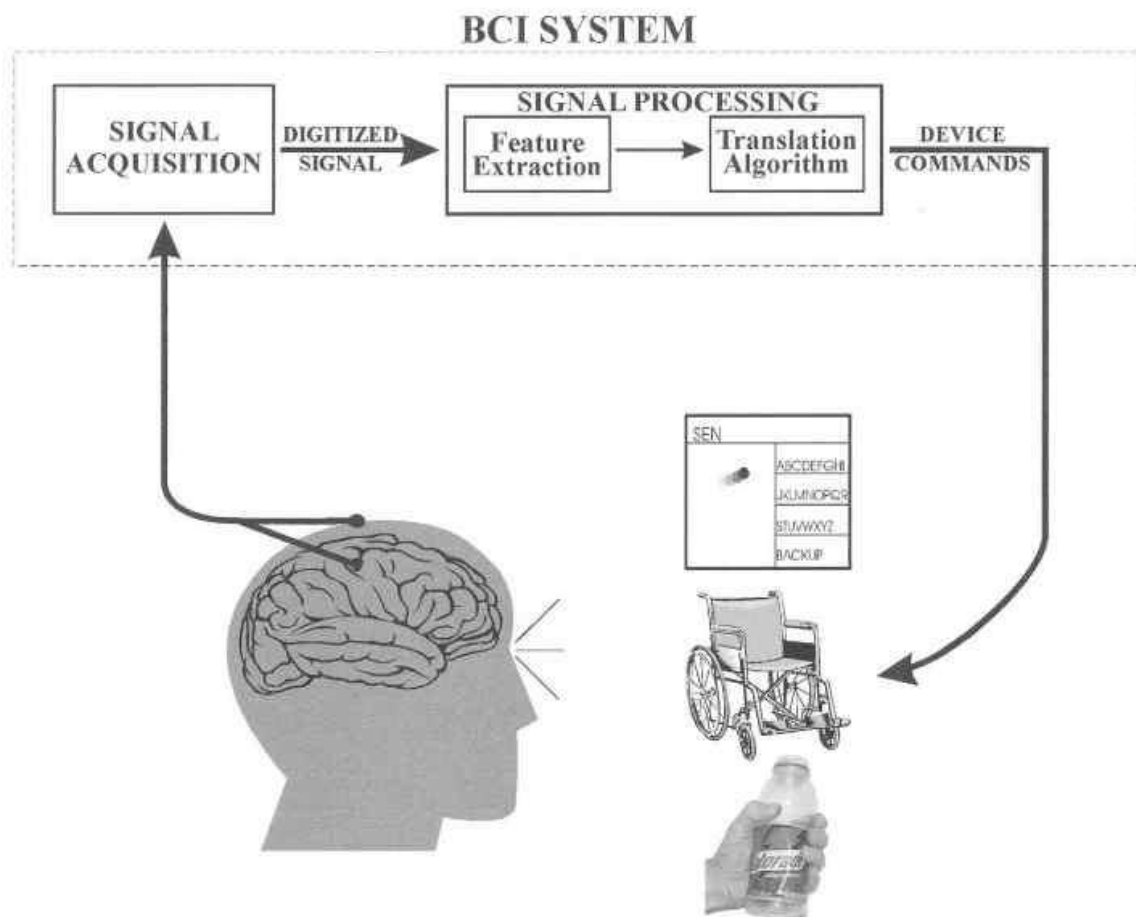 BCI SYSTEM
SIGNAL
ACQUISITION
DIGITIZED
SIGNAL
SIGNAL PROCESSING
Feature
Extraction
Translation
Algorithm
DEVICE
COMMANDS
SEN
ABCDEFGHI
JKLMNOPQR
STUVWXYZ
BACKUP